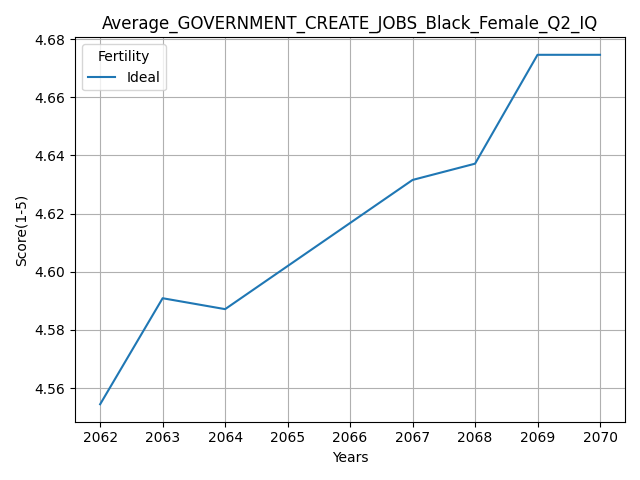 Average_GOVERNMENT_CREATE_JOBS_Black_Female_Q2_IQ
Fertility
Ideal
Score(1-5)
4.68
4.66
4.64
4.62
4.60
4.58
4.56
2062 2063 2064 2065 2066 2067 2068 2069 2070
Years